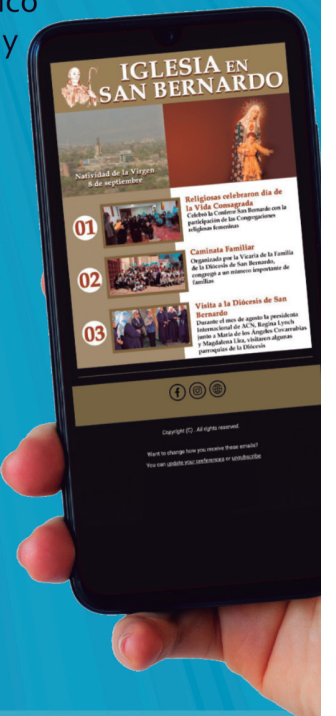 ico
y
IGLESIA EN
SAN BERNARDO
Natividad de la Virgen
8 de septiembre
01
Religiosas celebraron día de
la Vida Consagrada
Celebró la Conferre San Bernardo con la
participación de las Congregaciones
religiosas femeninas
02
Caminata Familiar
Organizada por la Vicaría de la Familia
de la Diócesis de San Bernardo,
congregó a un número importante de
familias
03
Visita a la Diócesis de San
Bernardo
Durante el mes de agosto la presidenta
Internacional de ACN, Regina Lynch
junto a María de los Ángeles Covarrubias
y Magdalena Lira, visitaron algunas
parroquias de la Diócesis
Copyright (C) . All rights reserved.
Want to change how you receive these emails?
You can update your preferences or unsubscribe